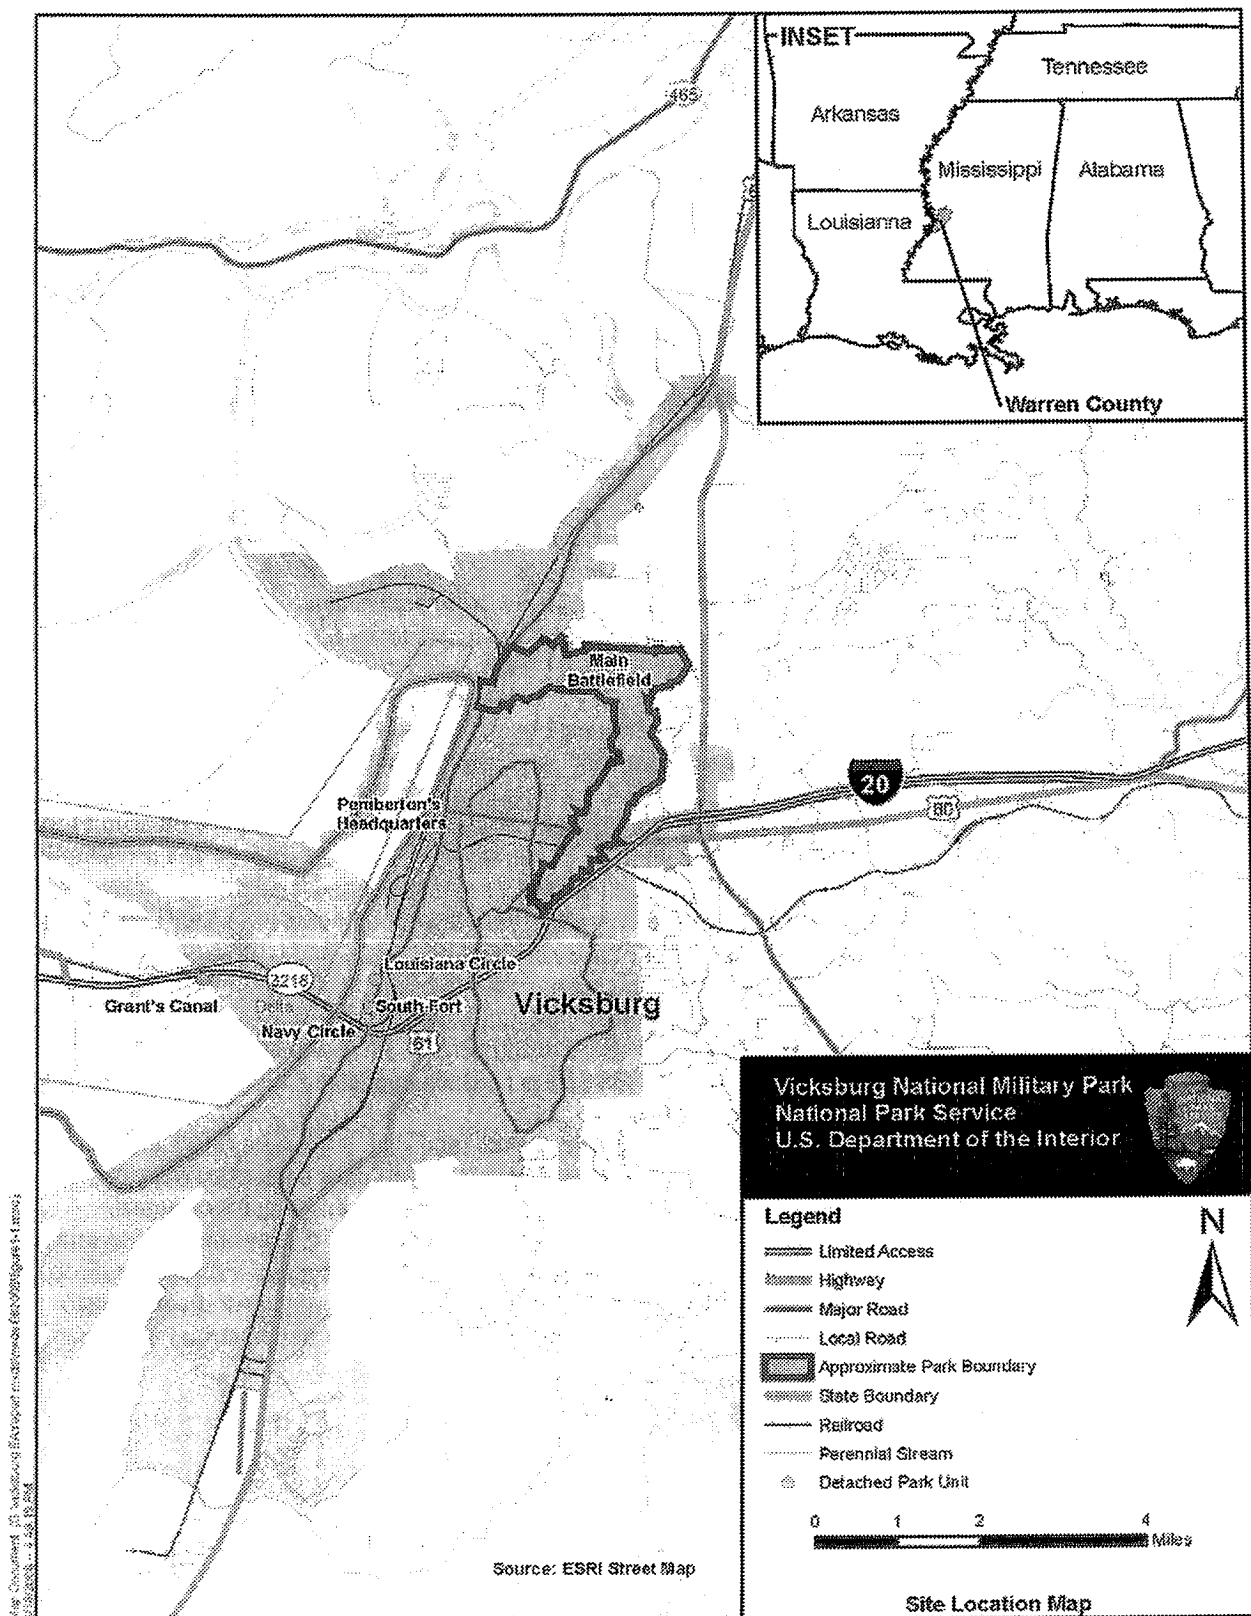 INSET
Tennessee
Arkansas
Mississippi
Alabama
Louisianna
Warren County
465
Main
Battlefield
20
80
Pemberton's
Headquarters
Louisiana Circle
3218
Grant's Canal
Delta
South Fort
Vicksburg
Navy Circle
61
Vicksburg National Military Park
National Park Service
U.S. Department of the Interior
Legend
N
Limited Access
Highway
Major Road
Local Road
Approximate Park Boundary
State Boundary
Railroad
Perennial Stream
Detached Park Unit
0 1 2 4
Miles
Source: ESRI Street Map
Site Location Map